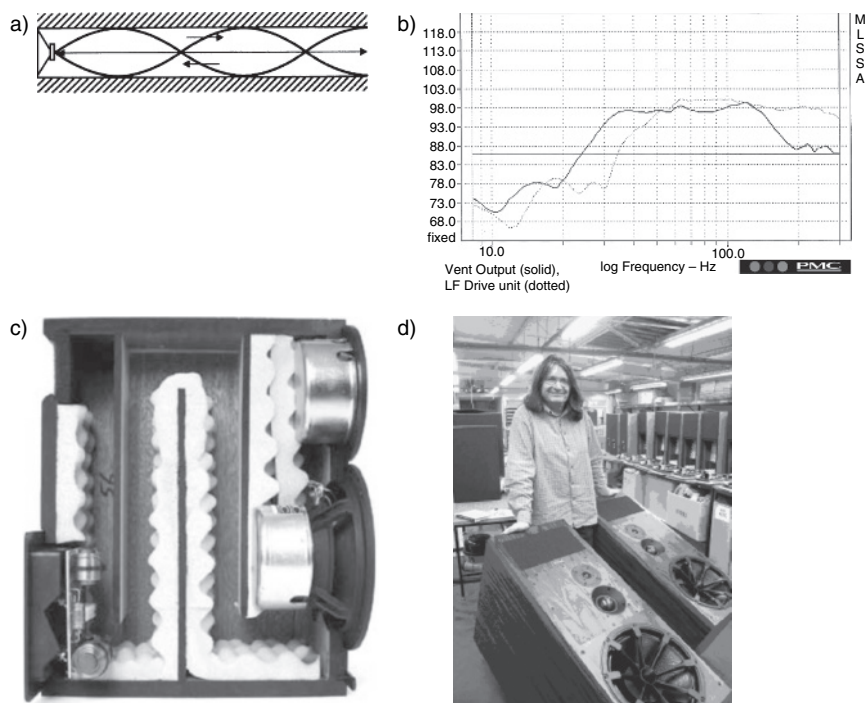 a)
b)
118.0
113.0
108.0
103.0
98.0
93.0
88.0
83.0
78.0
73.0
68.0
fixed
M
L
S
S
A
10.0
100.0
Vent Output (solid),
LF Drive unit (dotted)
log Frequency – Hz
PMC
c)
d)